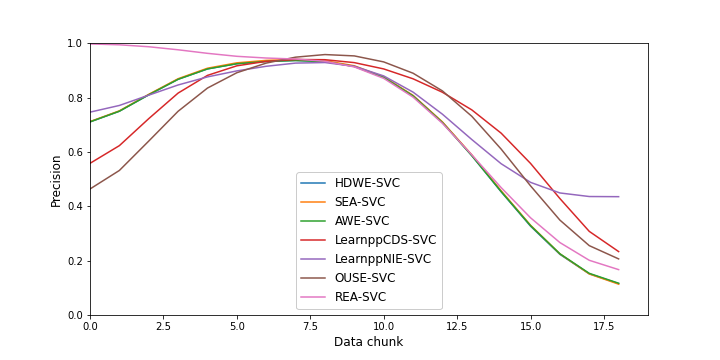 1.0
0.8
0.6
0.4
0.2
0.0
Precision
HDWE-SVC
SEA-SVC
AWE-SVC
LearnppCDS-SVC
LearnppNIE-SVC
OUSE-SVC
REA-SVC
0.0 2.5 5.0 7.5 10.0 12.5 15.0 17.5
Data chunk